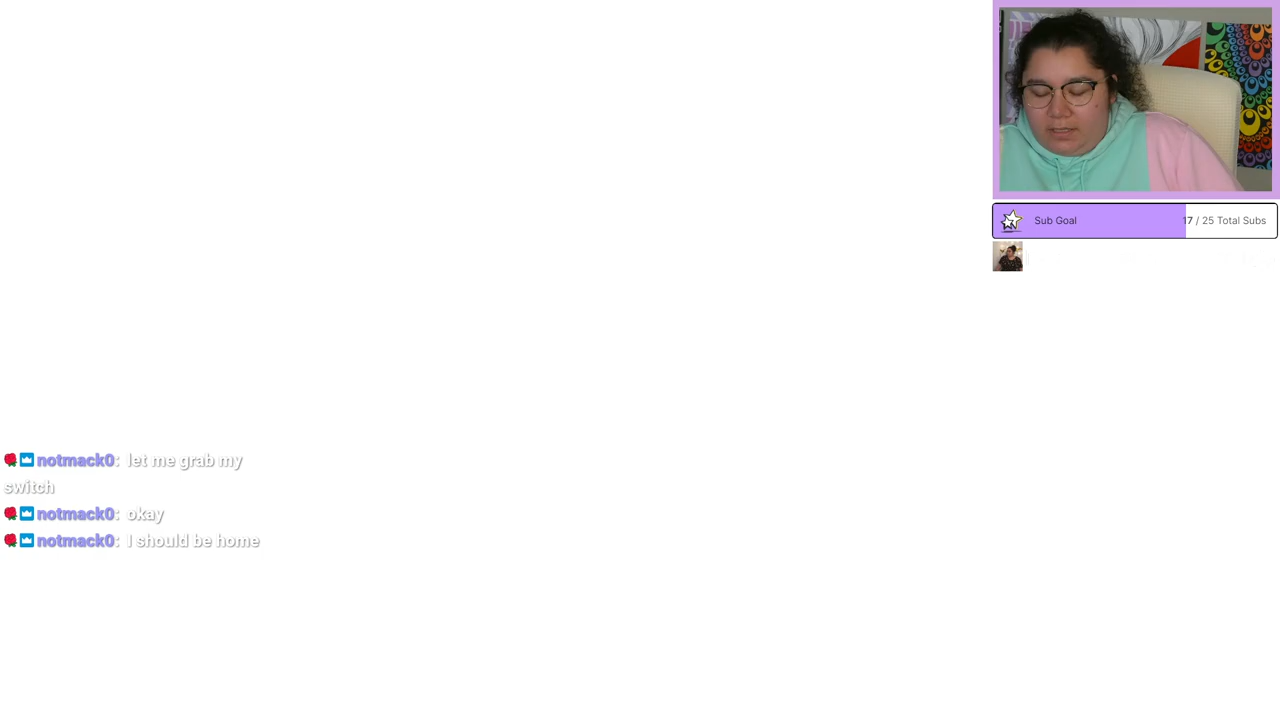 Sub Goal
17 / 25 Total Subs
notmack0: let me grab my
switch
notmack0: okay
notmack0: I should be home